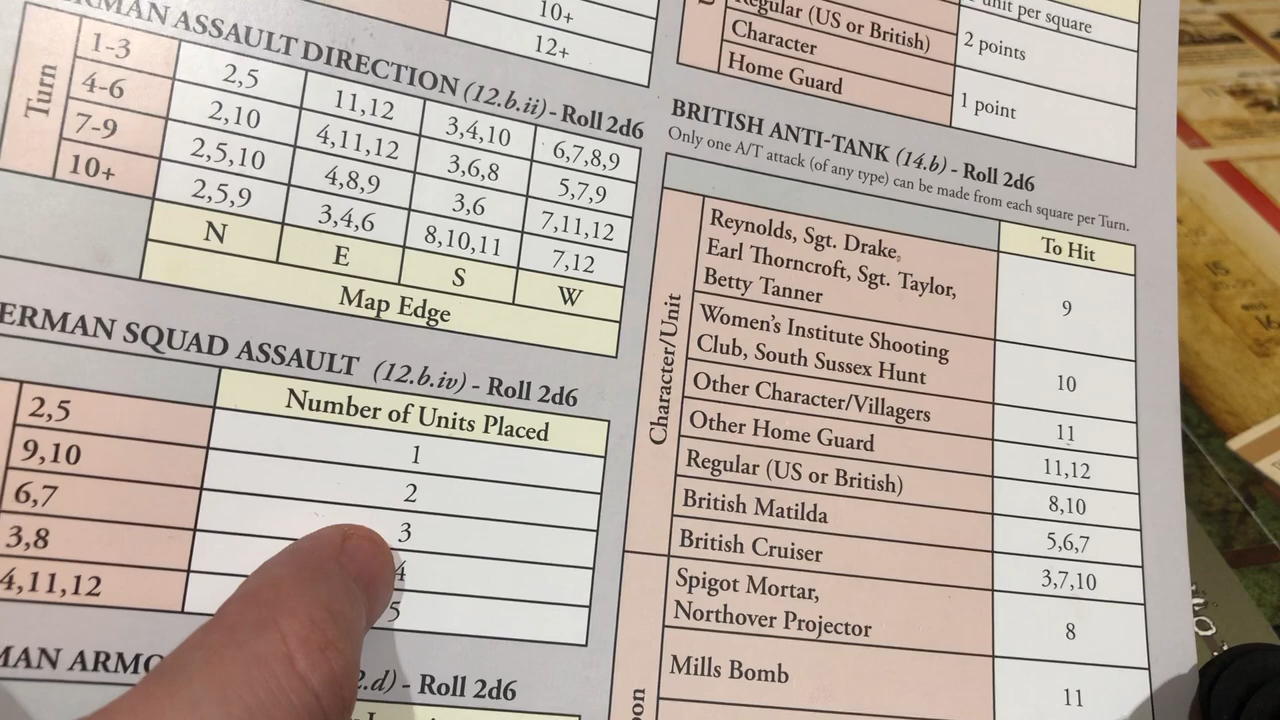 10+
12+
RMAN ASSAULT DIRECTION (12.b.ii) - Roll 2d6
Turn
1-3 2,5 11,12 3,4,10 6,7,8,9
4-6 2,10 4,11,12 3,6,8 5,7,9
7-9 2,5,10 4,8,9 3,6 7,11,12
10+ 2,5,9 3,4,6 8,10,11 7,12
N E S W
Map Edge
ERMAN SQUAD ASSAULT (12.b.iv) - Roll 2d6
Number of Units Placed
2,5 1
9,10 2
6,7 3
3,8 4
4,11,12 5
MAN ARMO 2.d) - Roll 2d6
unit per square
Regular (US or British) 2 points
Character
Home Guard 1 point
BRITISH ANTI-TANK (14.b) - Roll 2d6
Only one A/T attack (of any type) can be made from each square per Turn.
To Hit
Character/Unit
Reynolds, Sgt. Drake,
Earl Thorncroft, Sgt. Taylor,
Betty Tanner
9
Women's Institute Shooting
Club, South Sussex Hunt
10
Other Character/Villagers 11
Other Home Guard 11,12
Regular (US or British) 8,10
British Matilda 5,6,7
British Cruiser 3,7,10
Spigot Mortar,
Northover Projector
8
Mills Bomb 11
pon
15